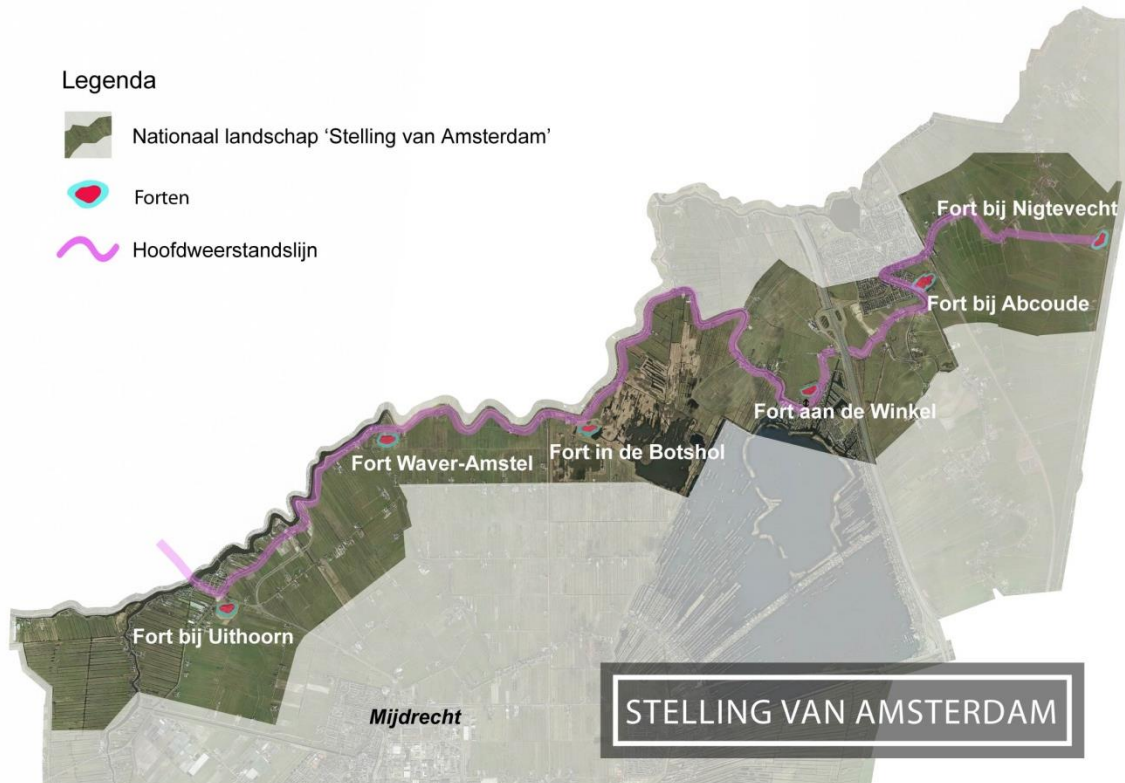 Legenda
Nationaal landschap ‘Stelling van Amsterdam’
Forten
Hoofdweerstandslijn
Fort bij Nigtevecht
Fort bij Abcoude
Fort aan de Winkel
Fort in de Botshol
Fort Waver-Amstel
Fort bij Uithoorn
Mijdrecht
STELLING VAN AMSTERDAM